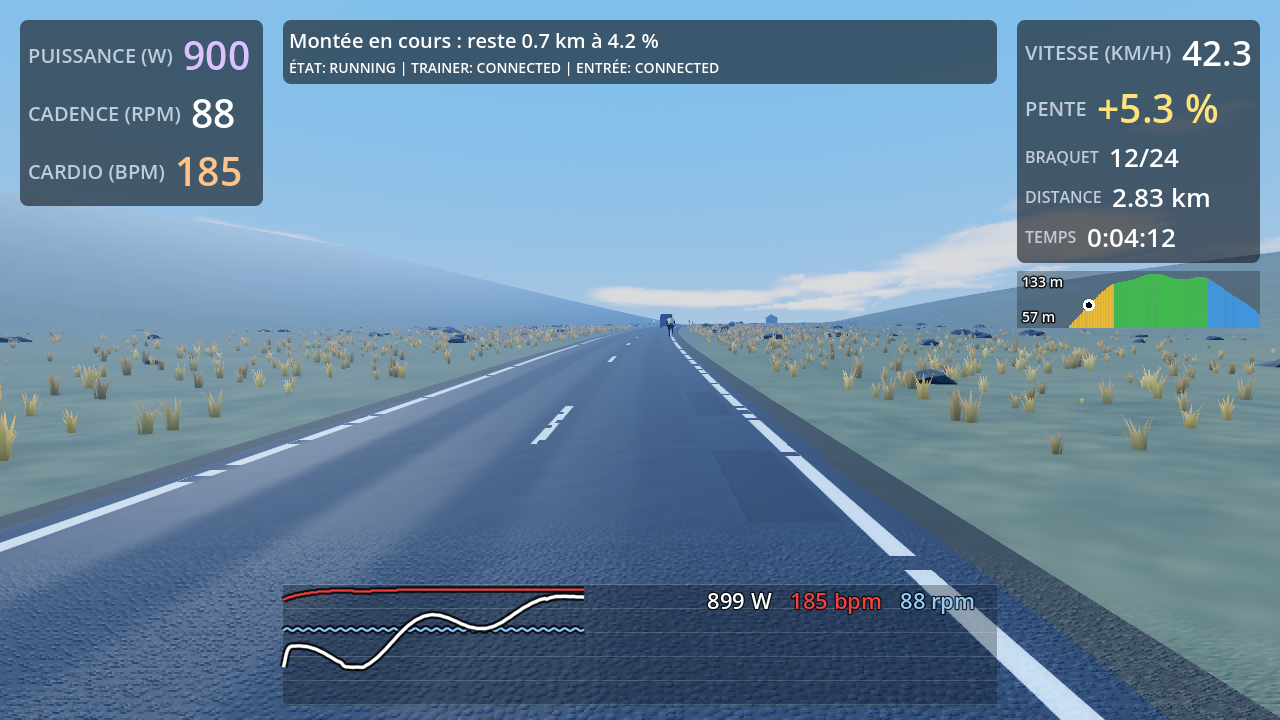 PUISSANCE (W) 900
CADENCE (RPM) 88
CARDIO (BPM) 185
Montée en cours : reste 0.7 km à 4.2 %
ÉTAT: RUNNING | TRAINER: CONNECTED | ENTRÉE: CONNECTED
VITESSE (KM/H) 42.3
PENTE +5.3 %
BRAQUET 12/24
DISTANCE 2.83 km
TEMPS 0:04:12
133 m
57 m
899 W 185 bpm 88 rpm